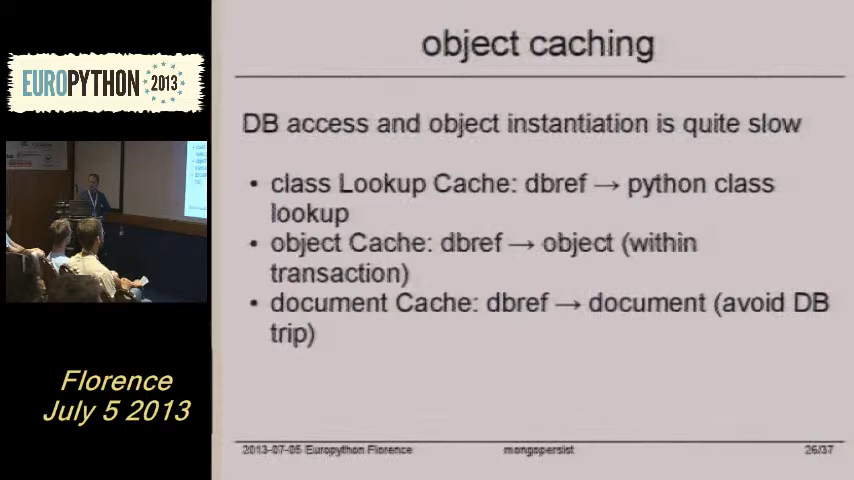 object caching
EUROPYTHON 2013
DB access and object instantiation is quite slow
• class Lookup Cache: dbref → python class
lookup
• object Cache: dbref → object (within
transaction)
• document Cache: dbref → document (avoid DB
trip)
Florence
July 5 2013
2013-07-05 Europython Florence
mongopersist
26/37